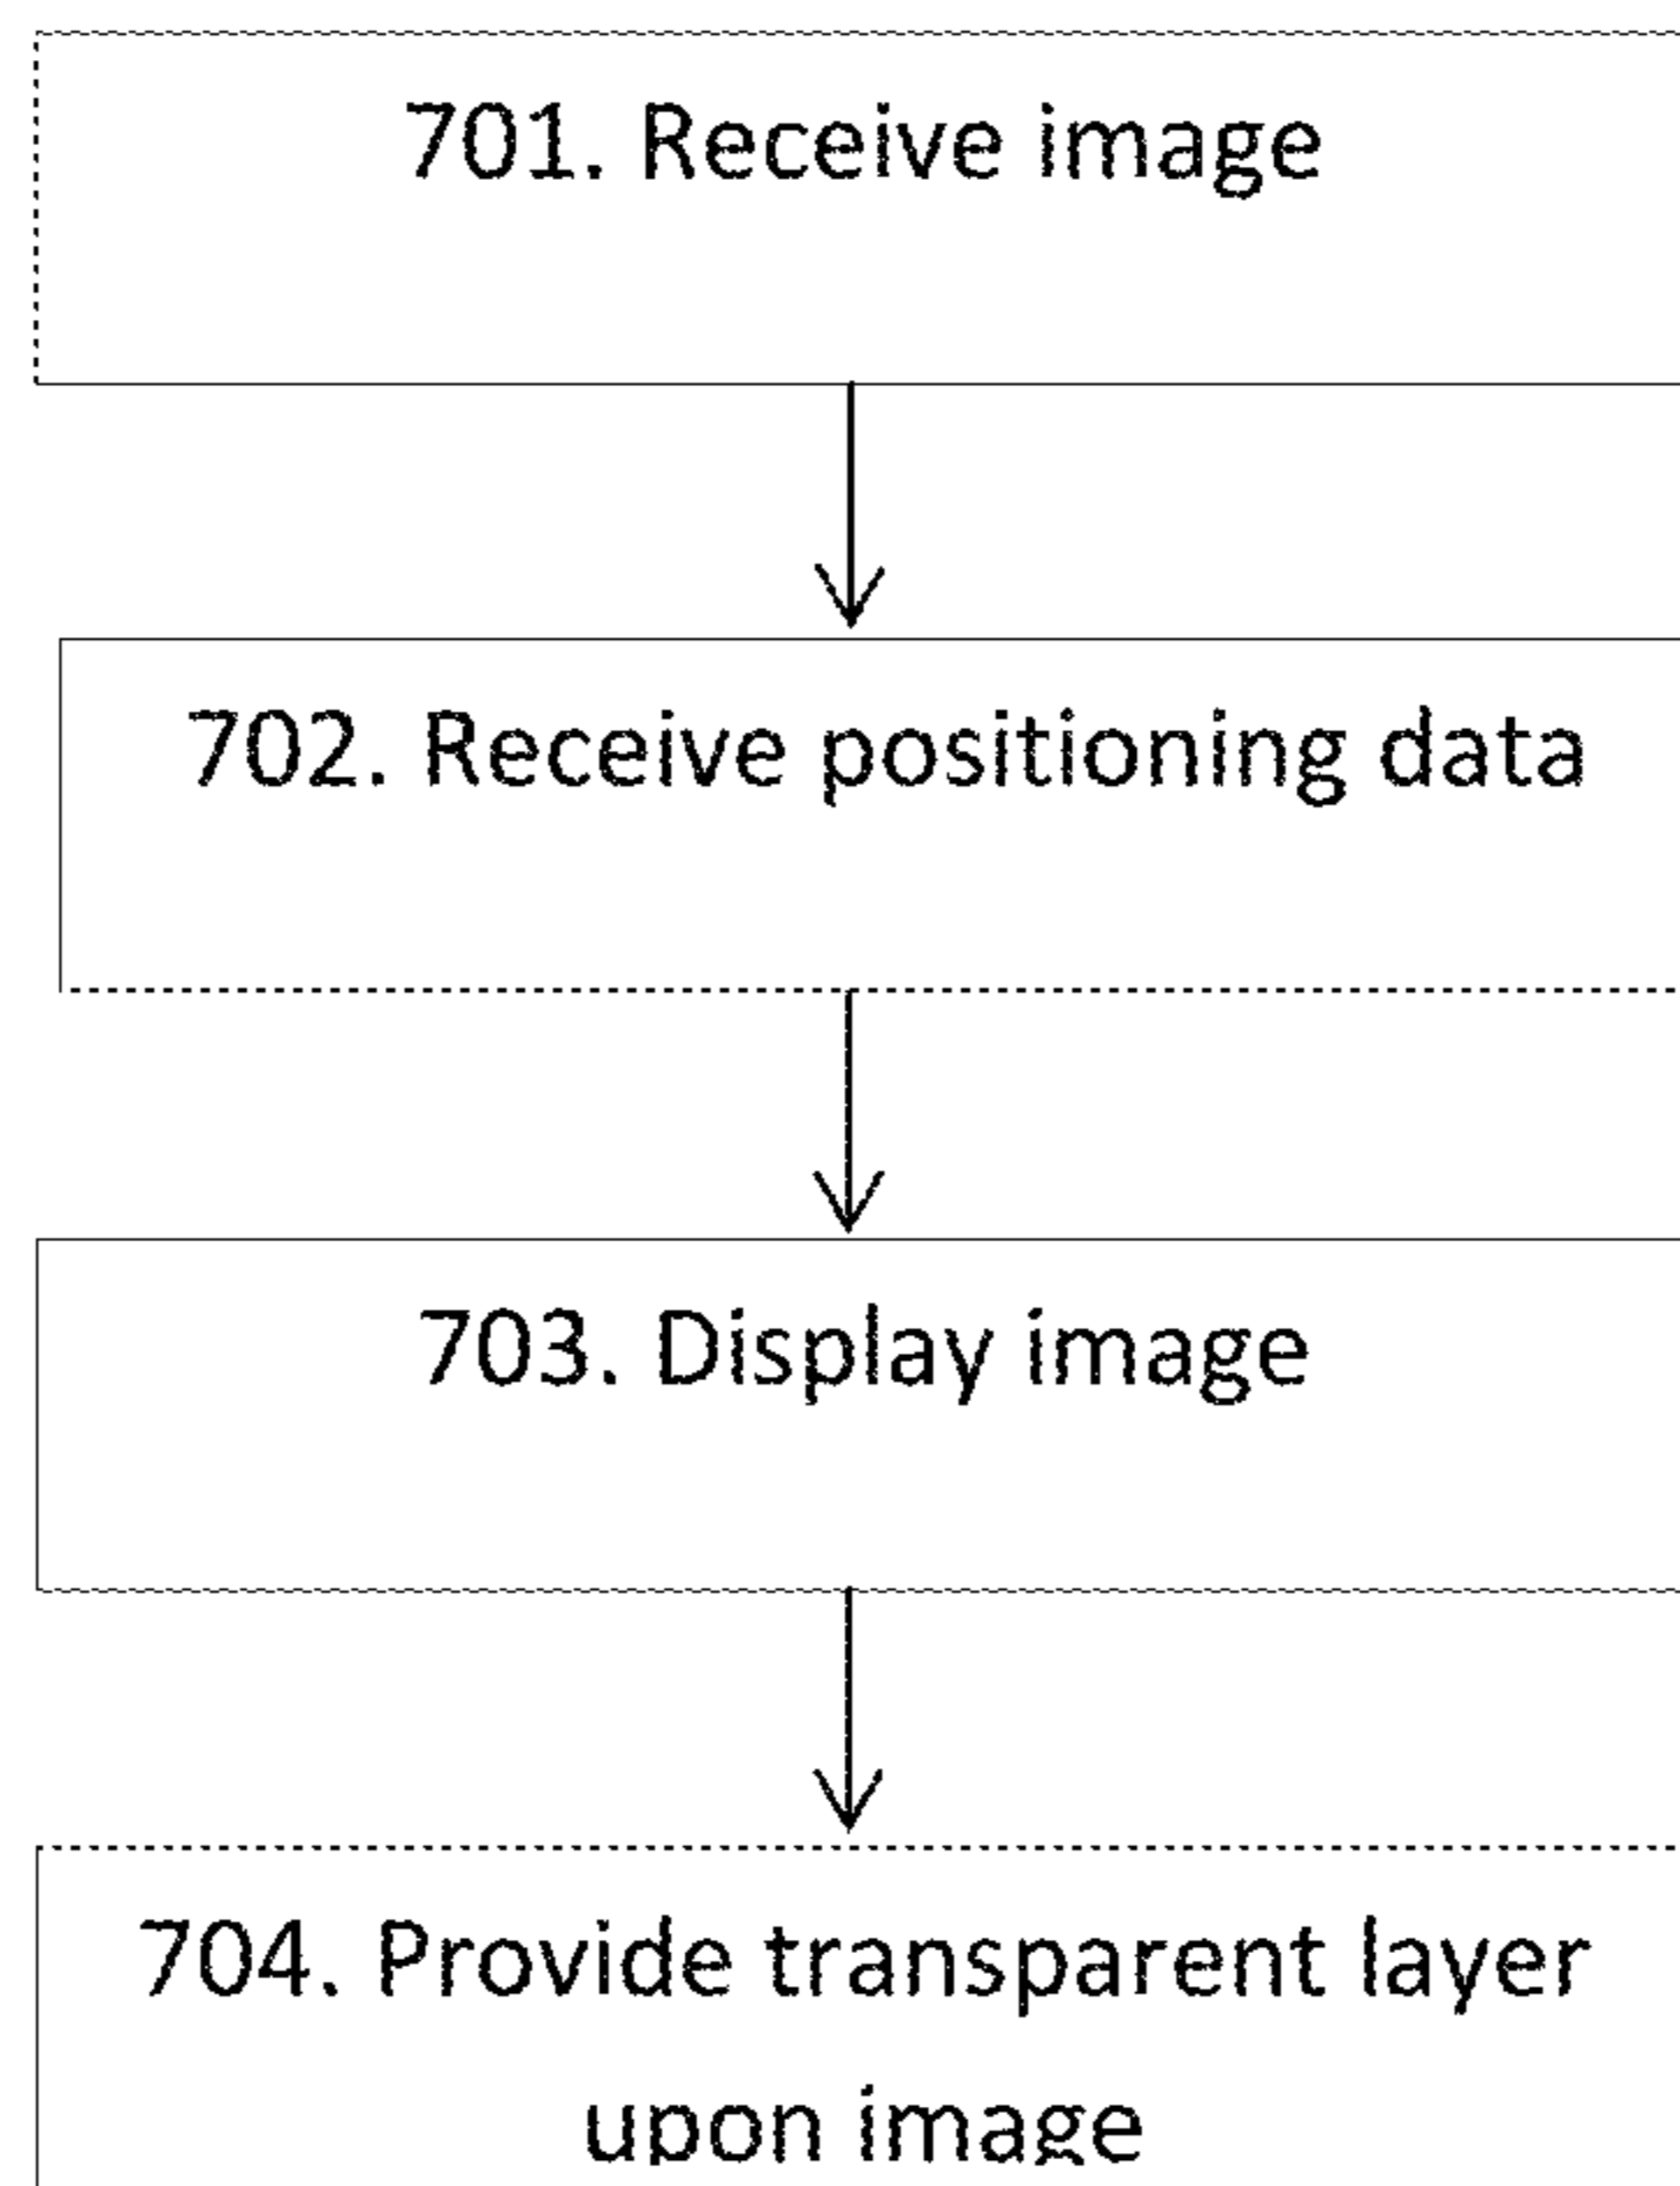 701. Receive image
702. Receive positioning data
703. Display image
704. Provide transparent layer
upon image